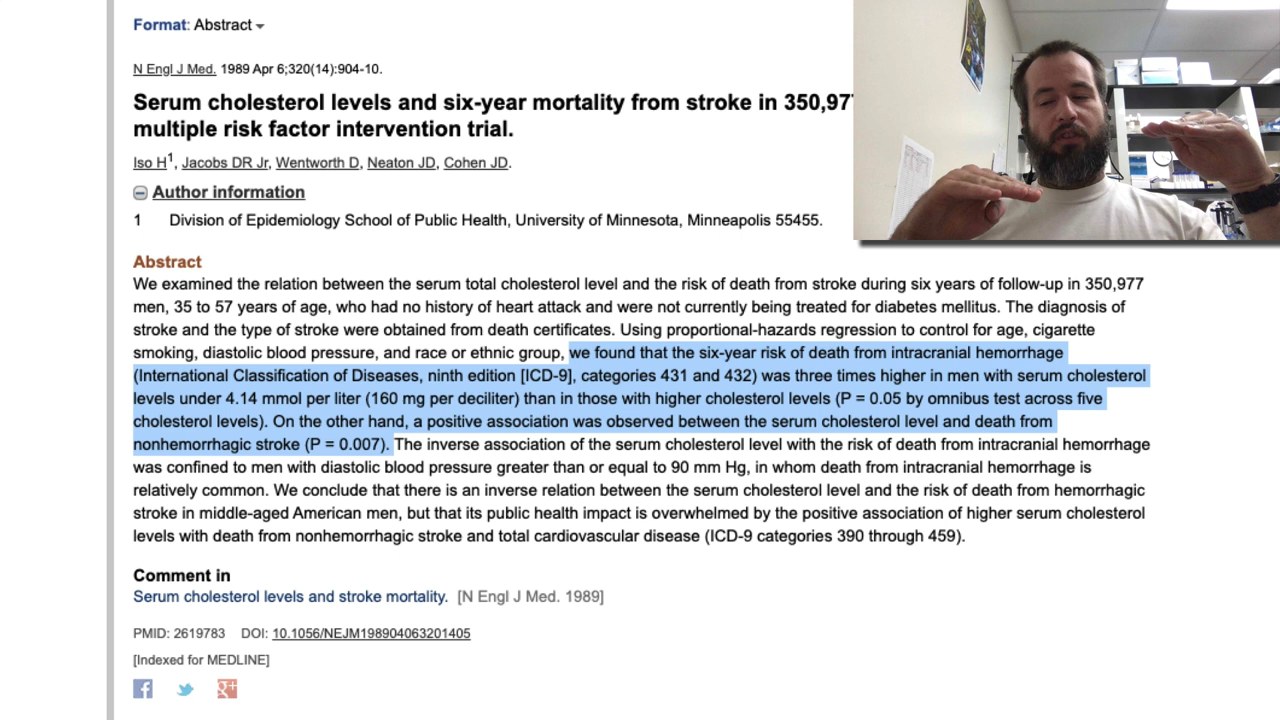 Format: Abstract
N Engl J Med. 1989 Apr 6;320(14):904-10.
Serum cholesterol levels and six-year mortality from stroke in 350,97
multiple risk factor intervention trial.
Iso H1, Jacobs DR Jr, Wentworth D, Neaton JD, Cohen JD.
Author information
1 Division of Epidemiology School of Public Health, University of Minnesota, Minneapolis 55455.
Abstract
We examined the relation between the serum total cholesterol level and the risk of death from stroke during six years of follow-up in 350,977
men, 35 to 57 years of age, who had no history of heart attack and were not currently being treated for diabetes mellitus. The diagnosis of
stroke and the type of stroke were obtained from death certificates. Using proportional-hazards regression to control for age, cigarette
smoking, diastolic blood pressure, and race or ethnic group, we found that the six-year risk of death from intracranial hemorrhage
(International Classification of Diseases, ninth edition [ICD-9], categories 431 and 432) was three times higher in men with serum cholesterol
levels under 4.14 mmol per liter (160 mg per deciliter) than in those with higher cholesterol levels (P = 0.05 by omnibus test across five
cholesterol levels). On the other hand, a positive association was observed between the serum cholesterol level and death from
nonhemorrhagic stroke (P = 0.007). The inverse association of the serum cholesterol level with the risk of death from intracranial hemorrhage
was confined to men with diastolic blood pressure greater than or equal to 90 mm Hg, in whom death from intracranial hemorrhage is
relatively common. We conclude that there is an inverse relation between the serum cholesterol level and the risk of death from hemorrhagic
stroke in middle-aged American men, but that its public health impact is overwhelmed by the positive association of higher serum cholesterol
levels with death from nonhemorrhagic stroke and total cardiovascular disease (ICD-9 categories 390 through 459).
Comment in
Serum cholesterol levels and stroke mortality. [N Engl J Med. 1989]
PMID: 2619783 DOI: 10.1056/NEJM198904063201405
[Indexed for MEDLINE]
f
g+